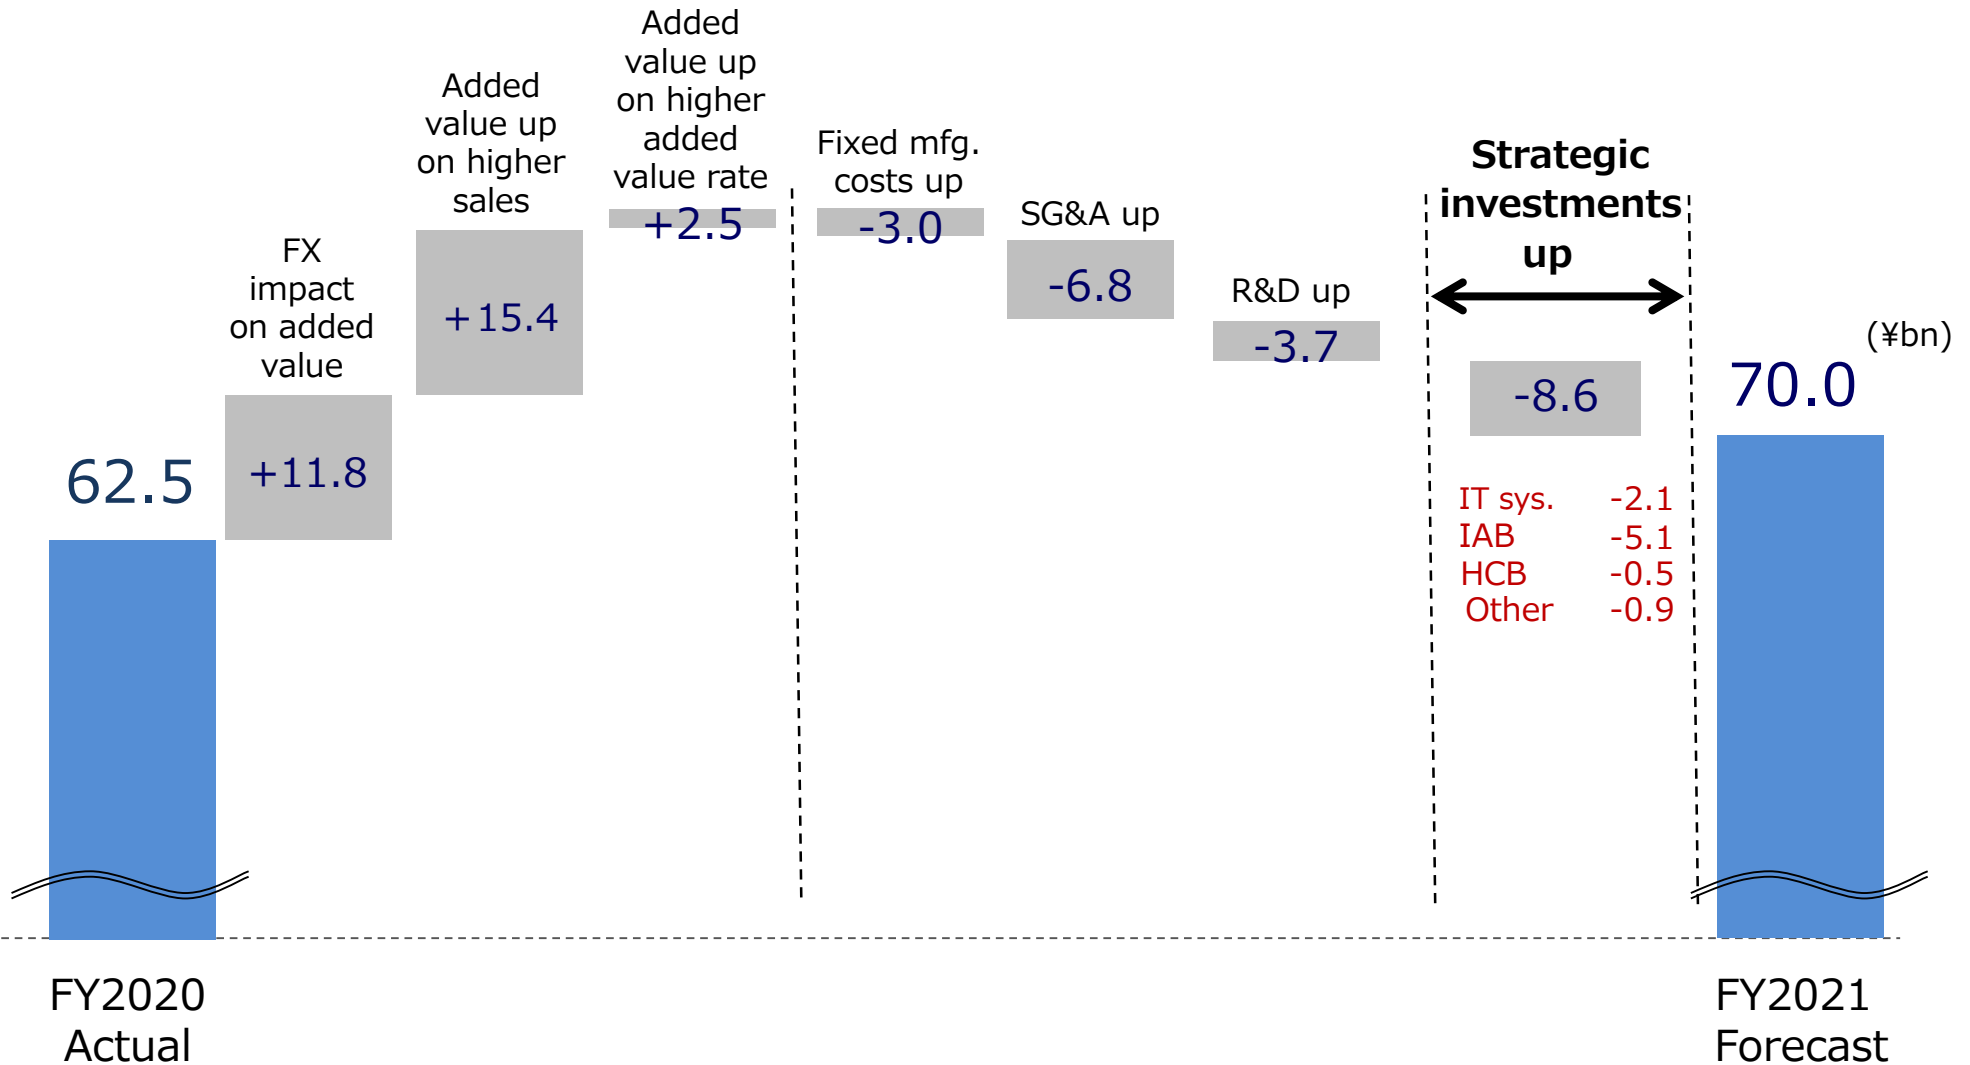 62.5
FX
impact
on added
value
+11.8
Added
value up
on higher
sales
+15.4
Added
value up
on higher
added
value rate
+2.5
Fixed mfg.
costs up
-3.0
SG&A up
-6.8
R&D up
-3.7
Strategic
investments
up
-8.6
IT sys. -2.1
IAB -5.1
HCB -0.5
Other -0.9
(¥bn)
70.0
FY2020
Actual
FY2021
Forecast